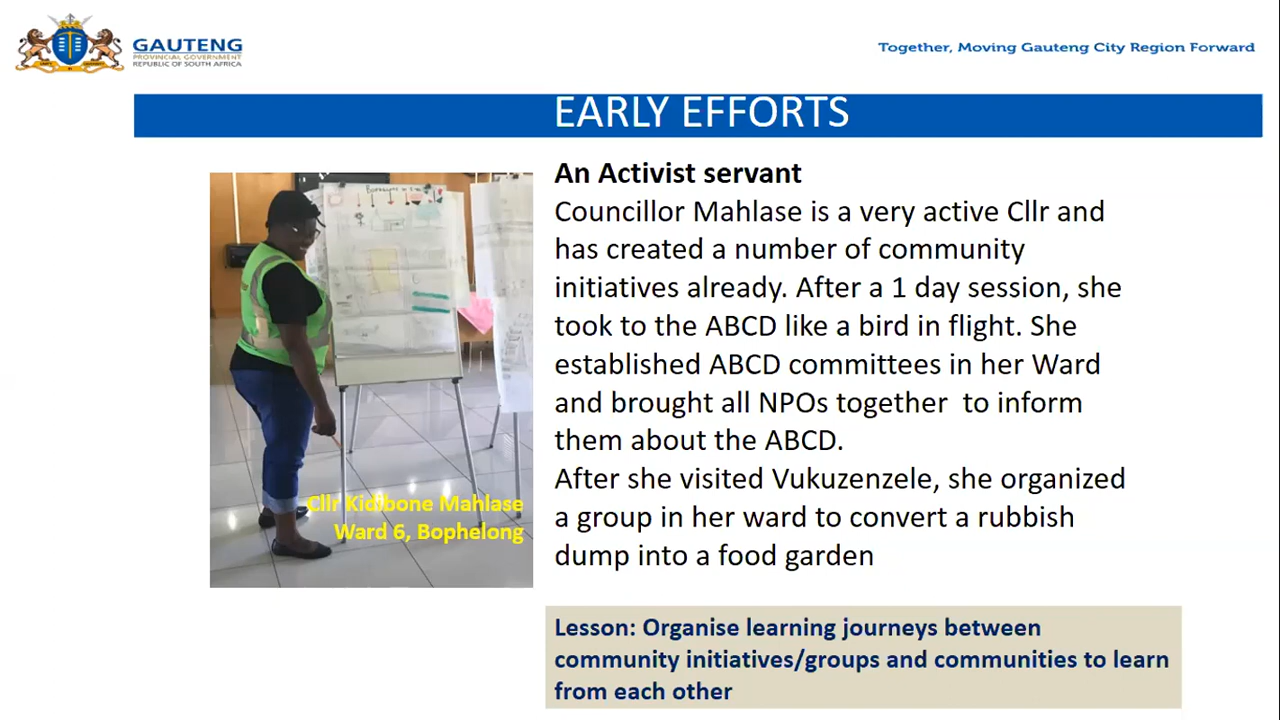 GAUTENG
PROVINCIAL GOVERNMENT
REPUBLIC OF SOUTH AFRICA
Together, Moving Gauteng City Region Forward
EARLY EFFORTS
An Activist servant
Councillor Mahlase is a very active Cllr and
has created a number of community
initiatives already. After a 1 day session, she
took to the ABCD like a bird in flight. She
established ABCD committees in her Ward
and brought all NPOs together to inform
them about the ABCD.
After she visited Vukuzenzele, she organized
a group in her ward to convert a rubbish
dump into a food garden
Cllr Kidibone Mahlase
Ward 6, Bophelong
Lesson: Organise learning journeys between
community initiatives/groups and communities to learn
from each other